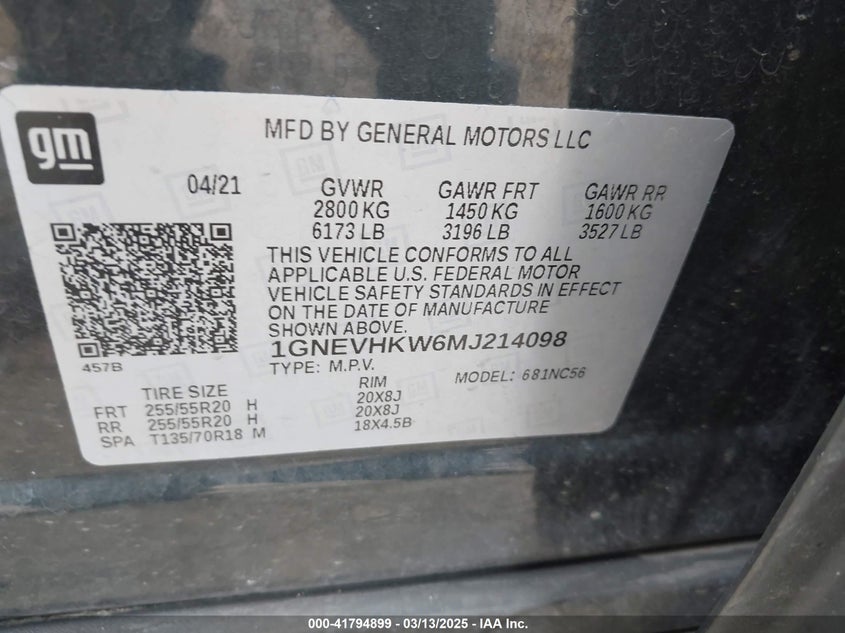 gm
MFD BY GENERAL MOTORS LLC
04/21 GVWR GAWR FRT GAWR RR
2800 KG 1450 KG 1600 KG
6173 LB 3196 LB 3527 LB
THIS VEHICLE CONFORMS TO ALL
APPLICABLE U.S. FEDERAL MOTOR
VEHICLE SAFETY STANDARDS IN EFFECT
ON THE DATE OF MANUFACTURE
SHOWN ABOVE.
1GNEVHKW6MJ214098
457B
TYPE: M.P.V. MODEL: 681NC56
TIRE SIZE RIM
FRT 255/55R20 H 20X8J
RR 255/55R20 H 20X8J
SPA T135/70R18 M 18X4.5B
000-41794899 — 03/13/2025 — IAA Inc.